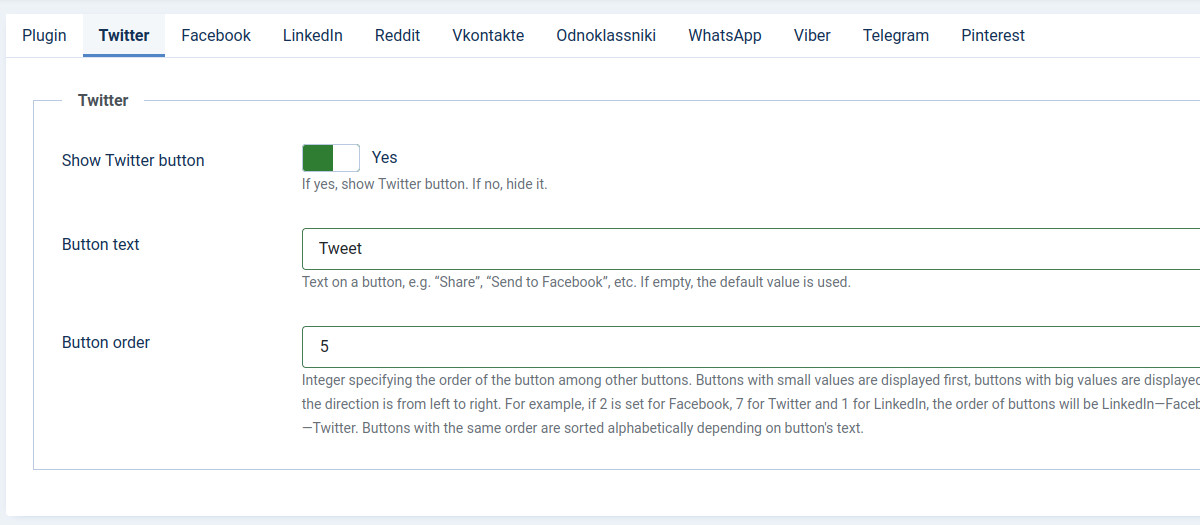 Plugin Twitter Facebook LinkedIn Reddit Vkontakte Odnoklassniki WhatsApp Viber Telegram Pinterest
Twitter
Show Twitter button Yes
If yes, show Twitter button. If no, hide it.
Button text Tweet
Text on a button, e.g. “Share”, “Send to Facebook”, etc. If empty, the default value is used.
Button order 5
Integer specifying the order of the button among other buttons. Buttons with small values are displayed first, buttons with big values are displayed
the direction is from left to right. For example, if 2 is set for Facebook, 7 for Twitter and 1 for LinkedIn, the order of buttons will be LinkedIn—Faceb
—Twitter. Buttons with the same order are sorted alphabetically depending on button's text.